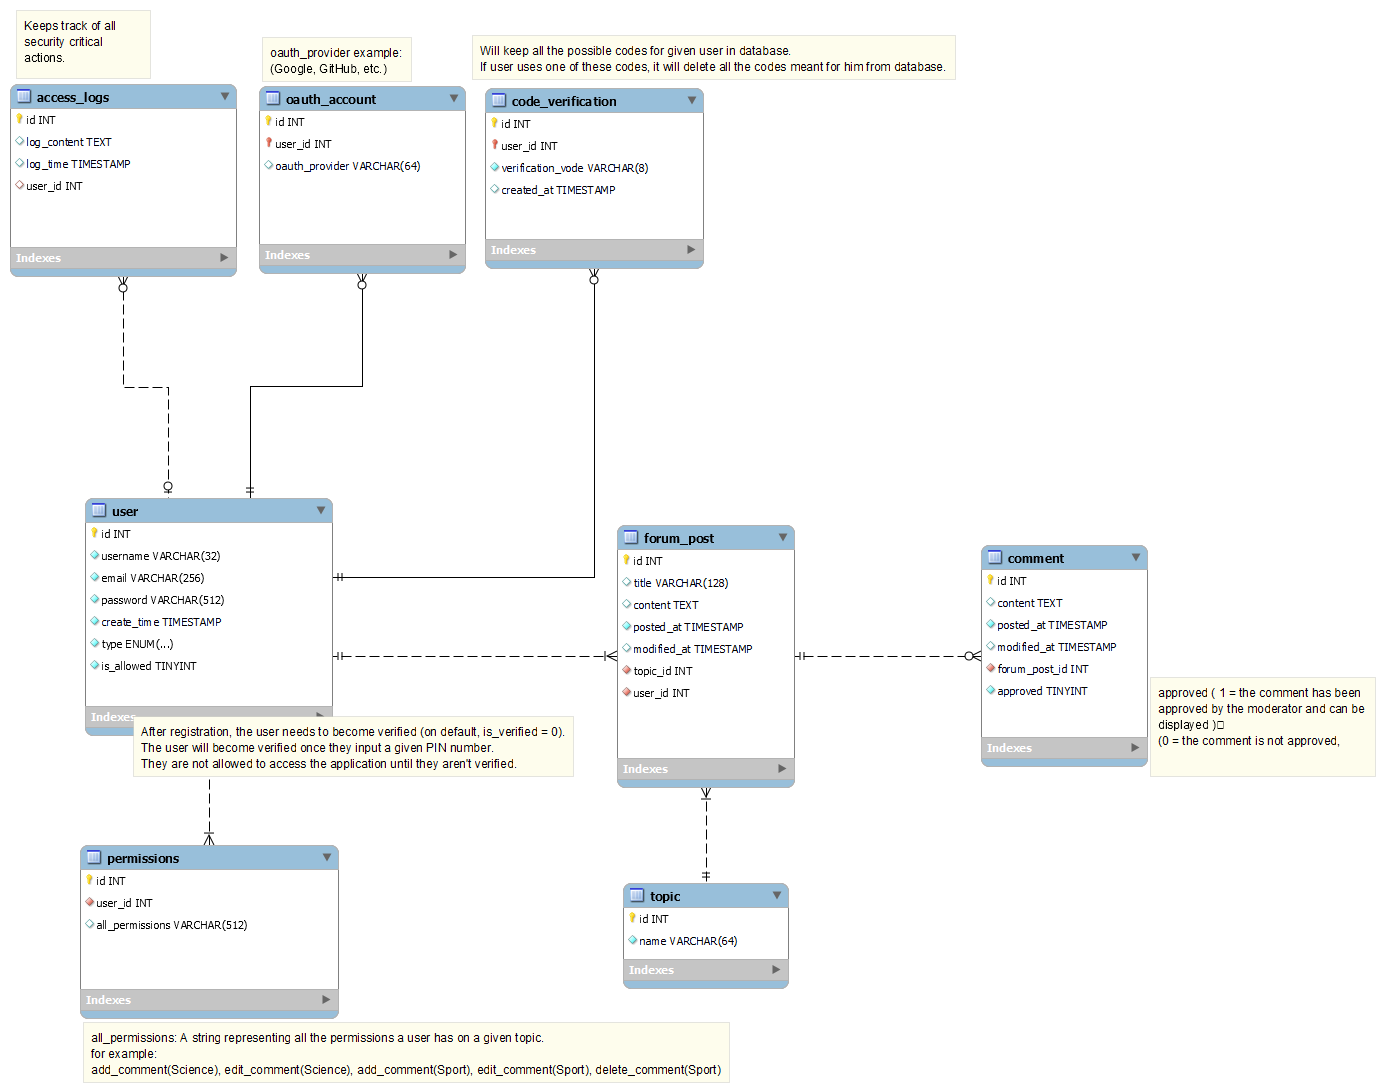 Keeps track of all
security critical
actions.
oauth_provider example:
(Google, GitHub, etc.)
Will keep all the possible codes for given user in database.
If user uses one of these codes, it will delete all the codes meant for him from database.
access_logs
id INT
log_content TEXT
log_time TIMESTAMP
user_id INT
Indexes
oauth_account
id INT
user_id INT
oauth_provider VARCHAR(64)
Indexes
code_verification
id INT
user_id INT
verification_vode VARCHAR(8)
created_at TIMESTAMP
Indexes
user
id INT
username VARCHAR(32)
email VARCHAR(256)
password VARCHAR(512)
create_time TIMESTAMP
type ENUM(...)
is_allowed TINYINT
Indexes
After registration, the user needs to become verified (on default, is_verified = 0).
The user will become verified once they input a given PIN number.
They are not allowed to access the application until they aren't verified.
forum_post
id INT
title VARCHAR(128)
content TEXT
posted_at TIMESTAMP
modified_at TIMESTAMP
topic_id INT
user_id INT
Indexes
comment
id INT
content TEXT
posted_at TIMESTAMP
modified_at TIMESTAMP
forum_post_id INT
approved TINYINT
Indexes
approved ( 1 = the comment has been
approved by the moderator and can be
displayed )
(0 = the comment is not approved,
permissions
id INT
user_id INT
all_permissions VARCHAR(512)
Indexes
topic
id INT
name VARCHAR(64)
Indexes
all_permissions: A string representing all the permissions a user has on a given topic.
for example:
add_comment(Science), edit_comment(Science), add_comment(Sport), edit_comment(Sport), delete_comment(Sport)